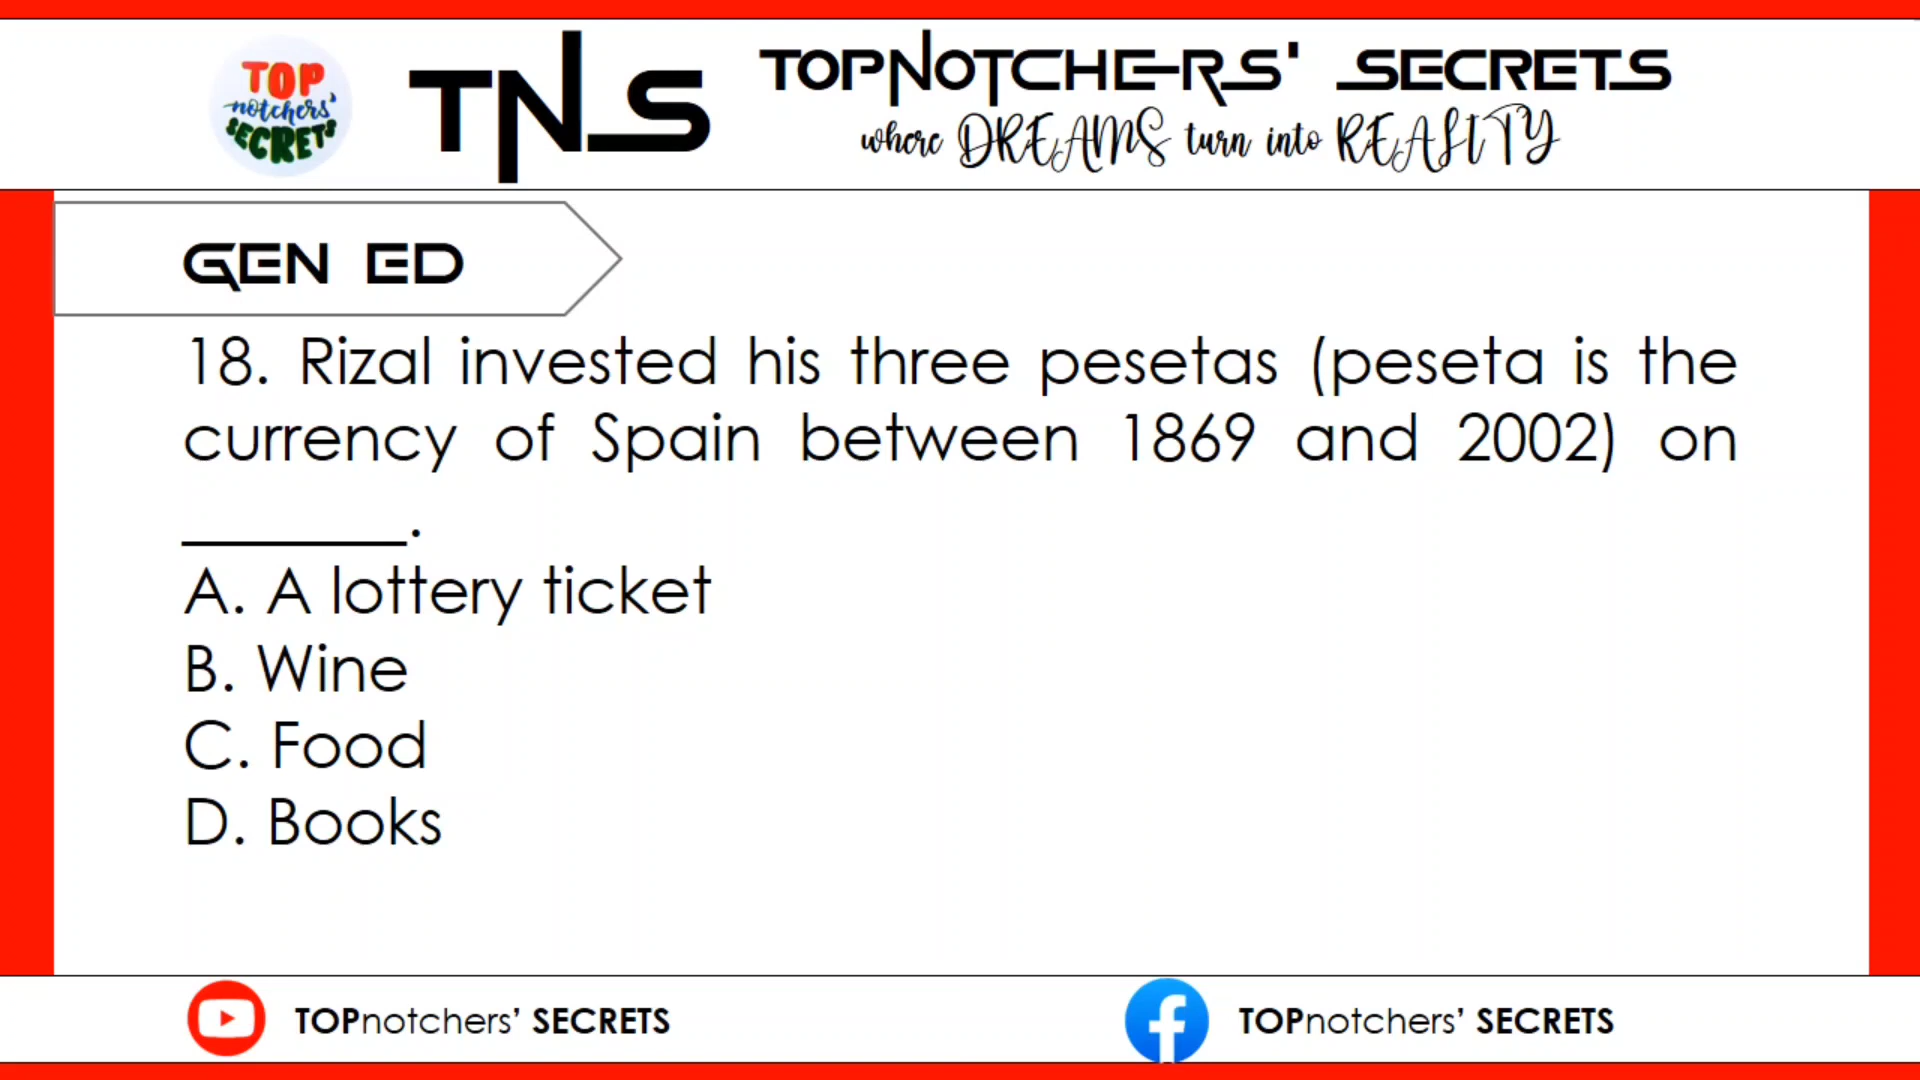 TOP
notchers'
SECRETS
TNS
TOPNOTCHERS' SECRETS
where DREAMS turn into REALITY
GEN ED
18. Rizal invested his three pesetas (peseta is the
currency of Spain between 1869 and 2002) on
_______.
A. A lottery ticket
B. Wine
C. Food
D. Books
TOPnotchers' SECRETS
TOPnotchers' SECRETS